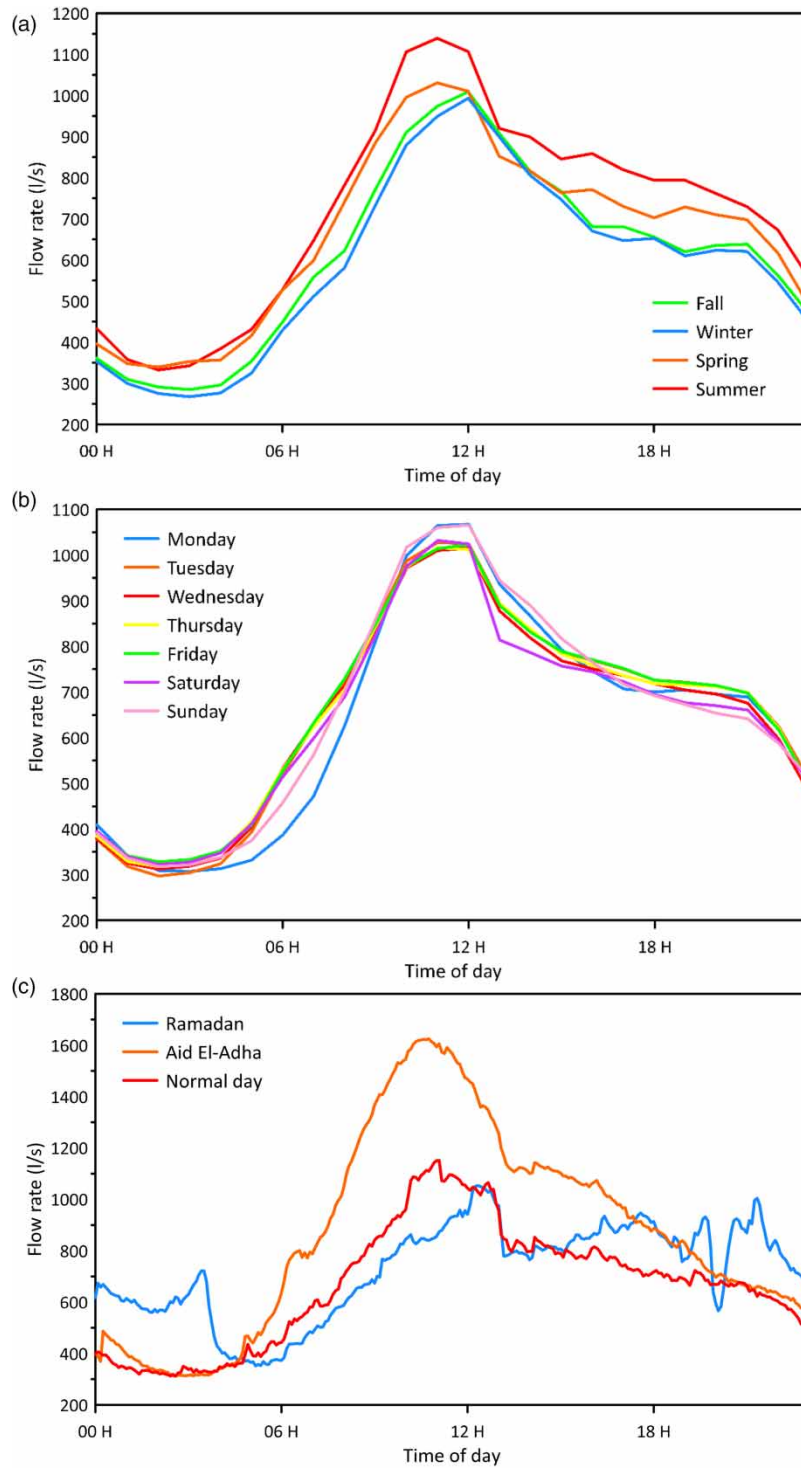 (a)
1200
1100
1000
900
800
700
600
500
400
300
200
Flow rate (l/s)
Fall
Winter
Spring
Summer
00 H 06 H 12 H 18 H
Time of day
(b)
1100
1000
900
800
700
600
500
400
300
200
Flow rate (l/s)
Monday
Tuesday
Wednesday
Thursday
Friday
Saturday
Sunday
00 H 06 H 12 H 18 H
Time of day
(c)
1800
1600
1400
1200
1000
800
600
400
200
Flow rate (l/s)
Ramadan
Aid El-Adha
Normal day
00 H 06 H 12 H 18 H
Time of day